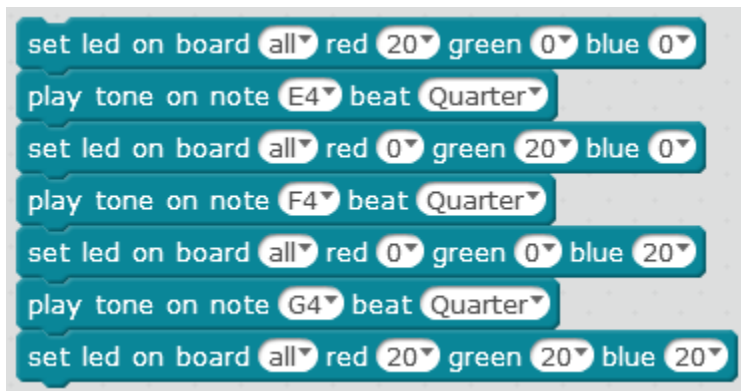 set led on board all red 20 green 0 blue 0
play tone on note E4 beat Quarter
set led on board all red 0 green 20 blue 0
play tone on note F4 beat Quarter
set led on board all red 0 green 0 blue 20
play tone on note G4 beat Quarter
set led on board all red 20 green 20 blue 20